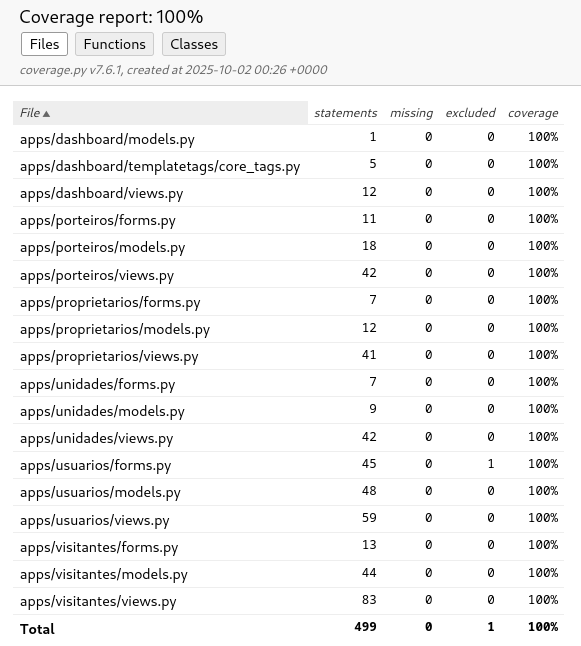 Coverage report: 100%
Files Functions Classes
coverage.py v7.6.1, created at 2025-10-02 00:26 +0000
File▲ statements missing excluded coverage
apps/dashboard/models.py 1 0 0 100%
apps/dashboard/templatetags/core_tags.py 5 0 0 100%
apps/dashboard/views.py 12 0 0 100%
apps/porteiros/forms.py 11 0 0 100%
apps/porteiros/models.py 18 0 0 100%
apps/porteiros/views.py 42 0 0 100%
apps/proprietarios/forms.py 7 0 0 100%
apps/proprietarios/models.py 12 0 0 100%
apps/proprietarios/views.py 41 0 0 100%
apps/unidades/forms.py 7 0 0 100%
apps/unidades/models.py 9 0 0 100%
apps/unidades/views.py 42 0 0 100%
apps/usuarios/forms.py 45 0 1 100%
apps/usuarios/models.py 48 0 0 100%
apps/usuarios/views.py 59 0 0 100%
apps/visitantes/forms.py 13 0 0 100%
apps/visitantes/models.py 44 0 0 100%
apps/visitantes/views.py 83 0 0 100%
Total 499 0 1 100%